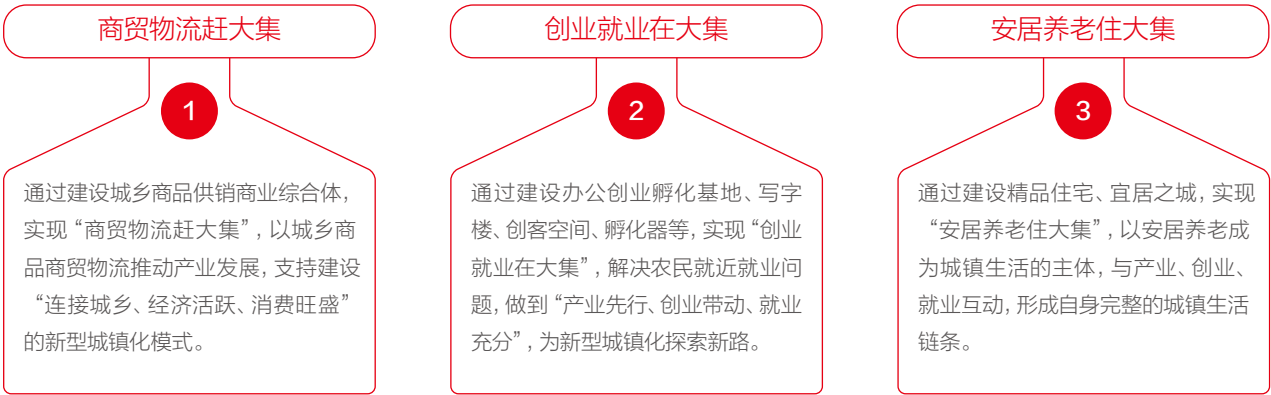 商贸物流赶大集
1
通过建设城乡商品供销商业综合体，
实现“商贸物流赶大集”，以城乡商
品商贸物流推动产业发展，支持建设
“连接城乡、经济活跃、消费旺盛”
的新型城镇化模式。
创业就业在大集
2
通过建设办公创业孵化基地、写字
楼、创客空间、孵化器等，实现“创业
就业在大集”，解决农民就近就业问
题，做到“产业先行、创业带动、就业
充分”，为新型城镇化探索新路。
安居养老住大集
3
通过建设精品住宅、宜居之城，实现
“安居养老住大集”，以安居养老成
为城镇生活的主体，与产业、创业、
就业互动，形成自身完整的城镇生活
链条。